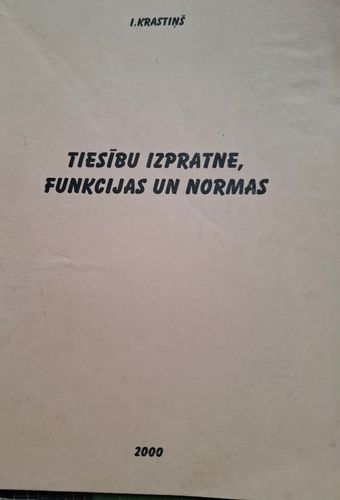 I.KRASTIŅŠ
TIESĪBU IZPRATNE,
FUNKCIJAS UN NORMAS
2000